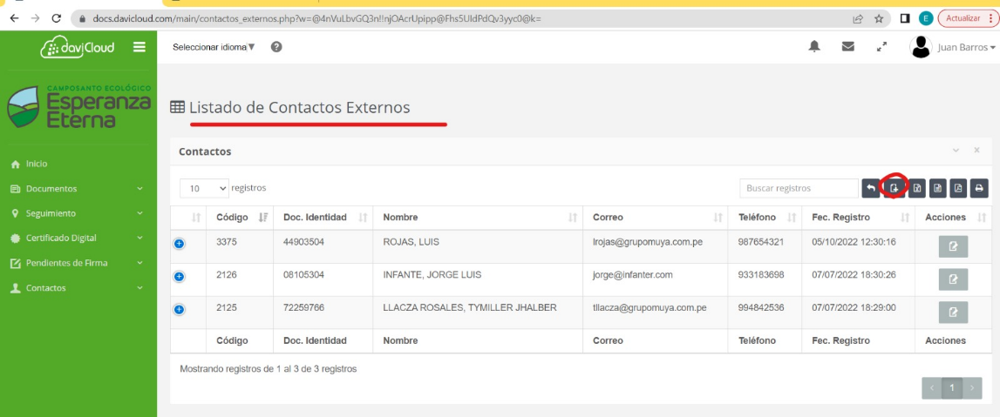 docs.davicloud.com/main/contactos_externos.php?w=@4nVuLbvGQ3n!!njOAcrUpipp@Fhs5UIdPdQv3yyc0@k=
E
Actualizar
daviCloud
Seleccionar idioma
Juan Barros
CAMPOSANTO ECOLÓGICO
Esperanza
Eterna
Inicio
Documentos
Seguimiento
Certificado Digital
Pendientes de Firma
Contactos
Listado de Contactos Externos
Contactos
10 registros
Buscar registros
Código Doc. Identidad Nombre Correo Teléfono Fec. Registro Acciones
3375 44903504 ROJAS, LUIS lrojas@grupomuya.com.pe 987654321 05/10/2022 12:30:16
2126 08105304 INFANTE, JORGE LUIS jorge@infanter.com 933183698 07/07/2022 18:30:26
2125 72259766 LLACZA ROSALES, TYMILLER JHALBER tllacza@grupomuya.com.pe 994842536 07/07/2022 18:29:00
Código Doc. Identidad Nombre Correo Teléfono Fec. Registro Acciones
Mostrando registros de 1 al 3 de 3 registros
1